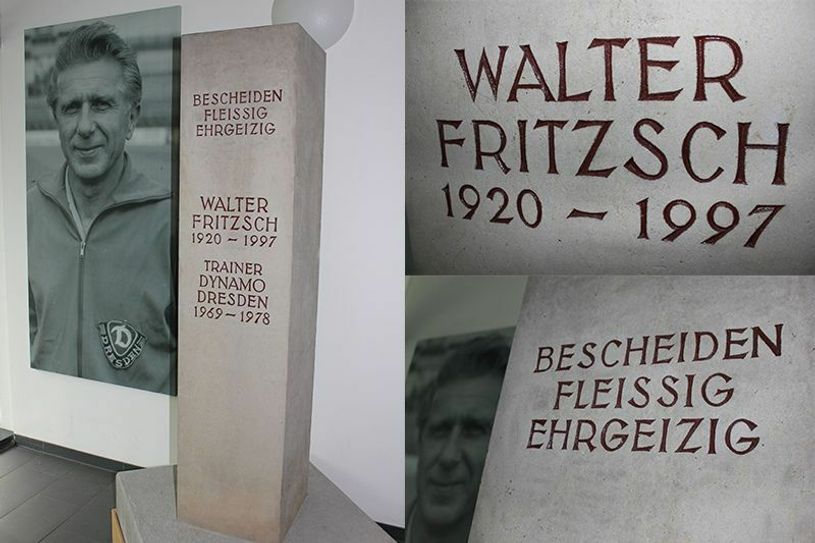 BESCHEIDEN
FLEISSIG
EHRGEIZIG
WALTER
FRITZSCH
1920 – 1997
TRAINER
DYNAMO
DRESDEN
1969 – 1978
D
DRESDEN
WALTER
FRITZSCH
1920 – 1997
BESCHEIDEN
FLEISSIG
EHRGEIZIG